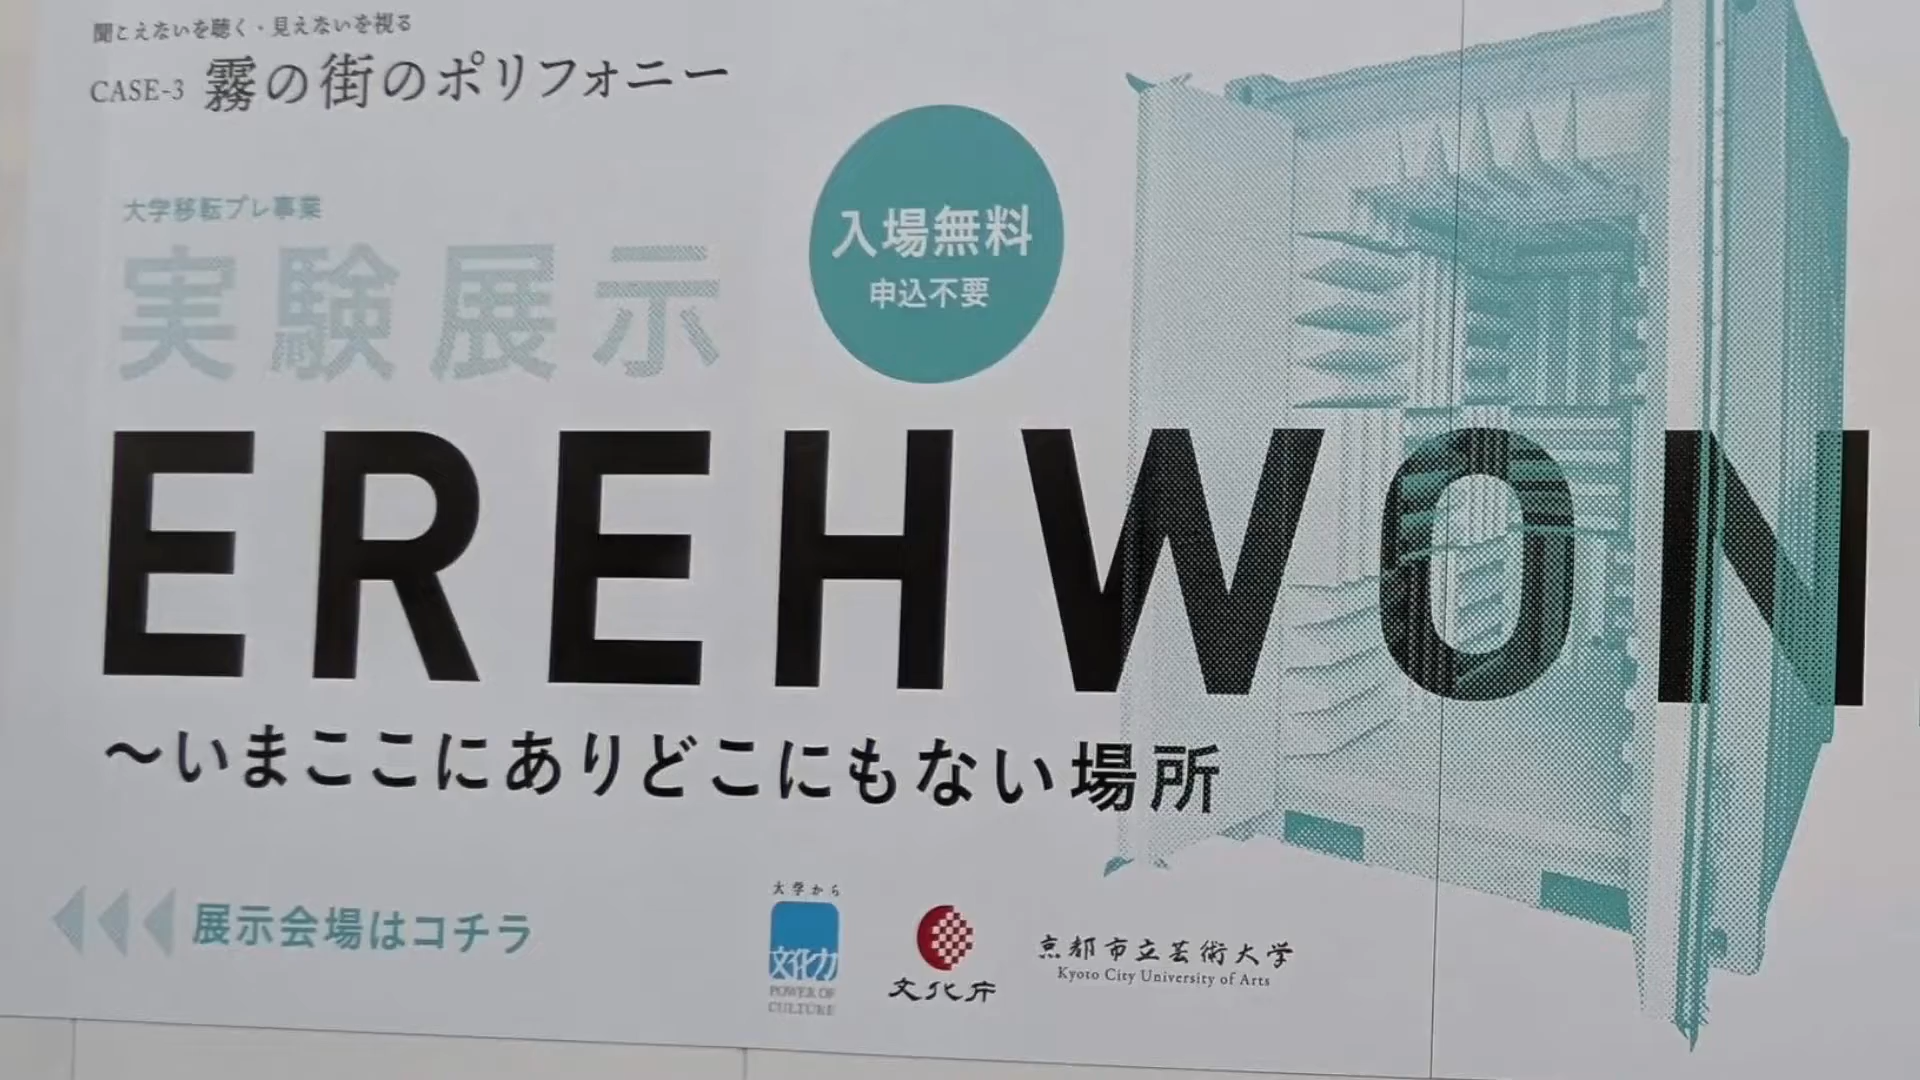 聞こえないを聴く・見えないを視る
CASE-3 霧の街のポリフォニー
大学移転プレ事業
実験展示
入場無料
申込不要
EREHWON
〜いまここにありどこにもない場所
展示会場はコチラ
大学から
文化力
POWER OF
CULTURE
文化庁
京都市立芸術大学
Kyoto City University of Arts